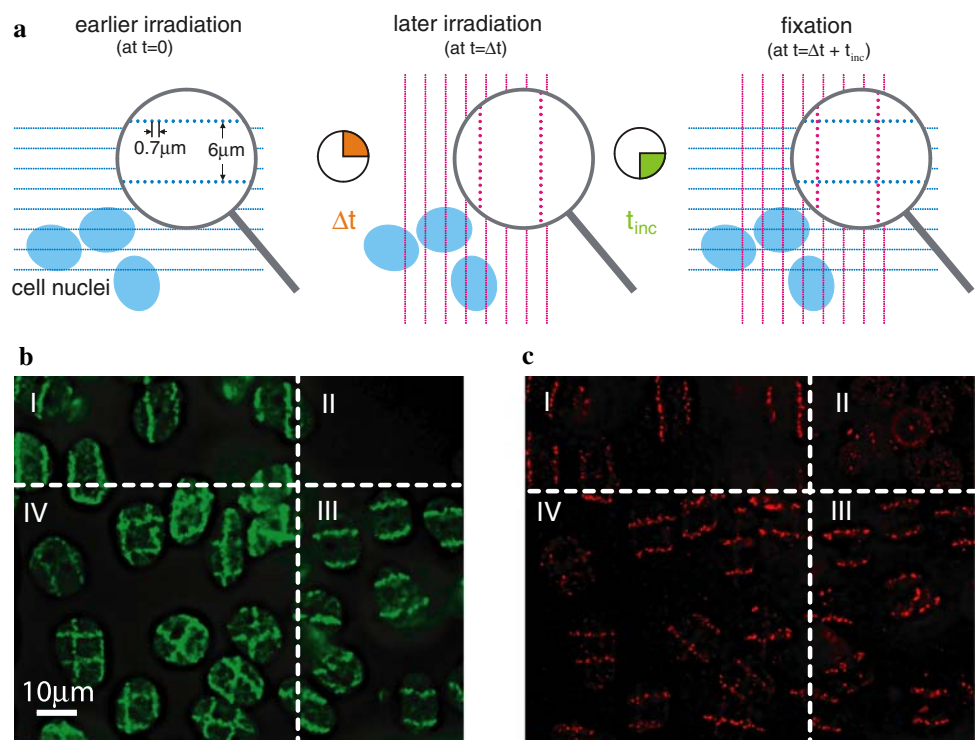 a
earlier irradiation
(at t=0)
later irradiation
(at t=Δt)
fixation
(at t=Δt + tinc)
0.7μm
6μm
Δt
tinc
cell nuclei
b
c
I
II
III
IV
10μm
I
II
III
IV